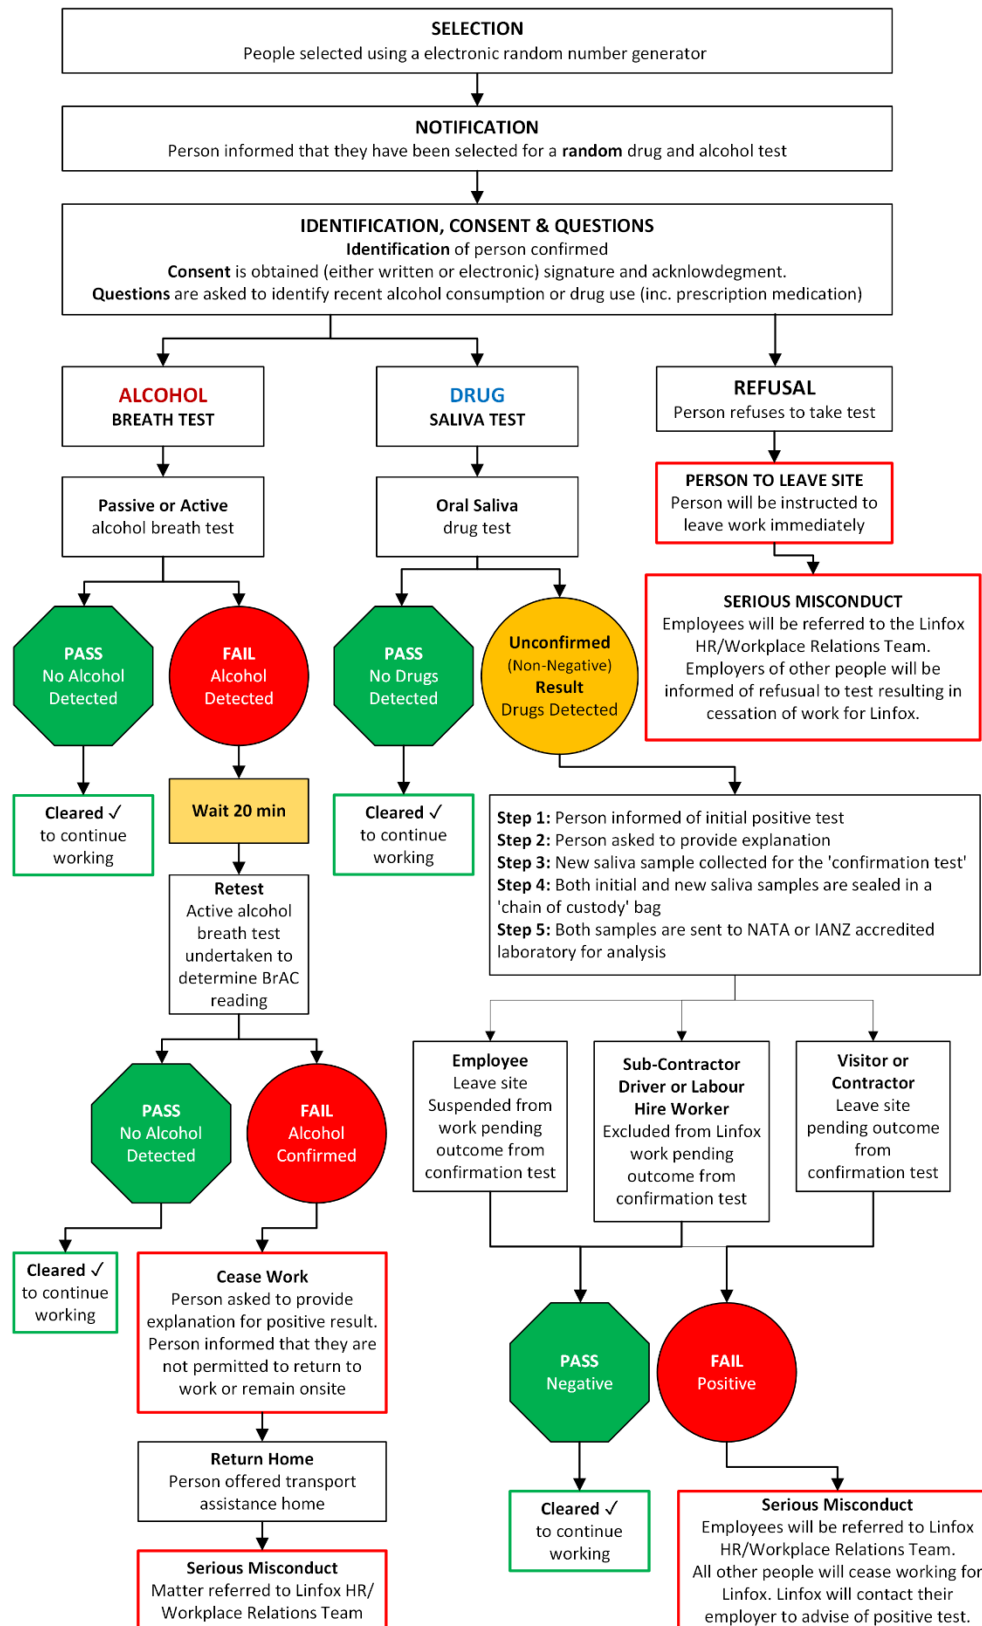 SELECTION
People selected using a electronic random number generator
NOTIFICATION
Person informed that they have been selected for a random drug and alcohol test
IDENTIFICATION, CONSENT & QUESTIONS
Identification of person confirmed
Consent is obtained (either written or electronic) signature and acknlowdegment.
Questions are asked to identify recent alcohol consumption or drug use (inc. prescription medication)
ALCOHOL
BREATH TEST
DRUG
SALIVA TEST
REFUSAL
Person refuses to take test
Passive or Active
alcohol breath test
Oral Saliva
drug test
PERSON TO LEAVE SITE
Person will be instructed to
leave work immediately
PASS
No Alcohol
Detected
FAIL
Alcohol
Detected
PASS
No Drugs
Detected
Unconfirmed
(Non-Negative)
Result
Drugs Detected
SERIOUS MISCONDUCT
Employees will be referred to the Linfox
HR/Workplace Relations Team.
Employers of other people will be
informed of refusual to test resulting in
cessation of work for Linfox.
Cleared ✓
to continue
working
Wait 20 min
Cleared ✓
to continue
working
Step 1: Person informed of initial positive test
Step 2: Person asked to provide explanation
Step 3: New saliva sample collected for the 'confirmation test'
Step 4: Both initial and new saliva samples are sealed in a
'chain of custody' bag
Step 5: Both samples are sent to NATA or IANZ accredited
laboratory for analysis
Retest
Active alcohol
breath test
undertaken to
determine BrAC
reading
Employee
Leave site
Suspended from
work pending
outcome from
confirmation test
Sub-Contractor
Driver or Labour
Hire Worker
Excluded from Linfox
work pending
outcome from
confirmation test
Visitor or
Contractor
Leave site
pending outcome
from
confirmation test
PASS
No Alcohol
Detected
FAIL
Alcohol
Confirmed
Cleared ✓
to continue
working
Cease Work
Person asked to provide
explanation for positive result.
Person informed that they are
not permitted to return to
work or remain onsite
PASS
Negative
FAIL
Positive
Return Home
Person offered transport
assistance home
Cleared ✓
to continue
working
Serious Misconduct
Employees will be referred to Linfox
HR/Workplace Relations Team.
All other people will cease working for
Linfox. Linfox will contact their
employer to advise of positive test.
Serious Misconduct
Matter referred to Linfox HR/
Workplace Relations Team